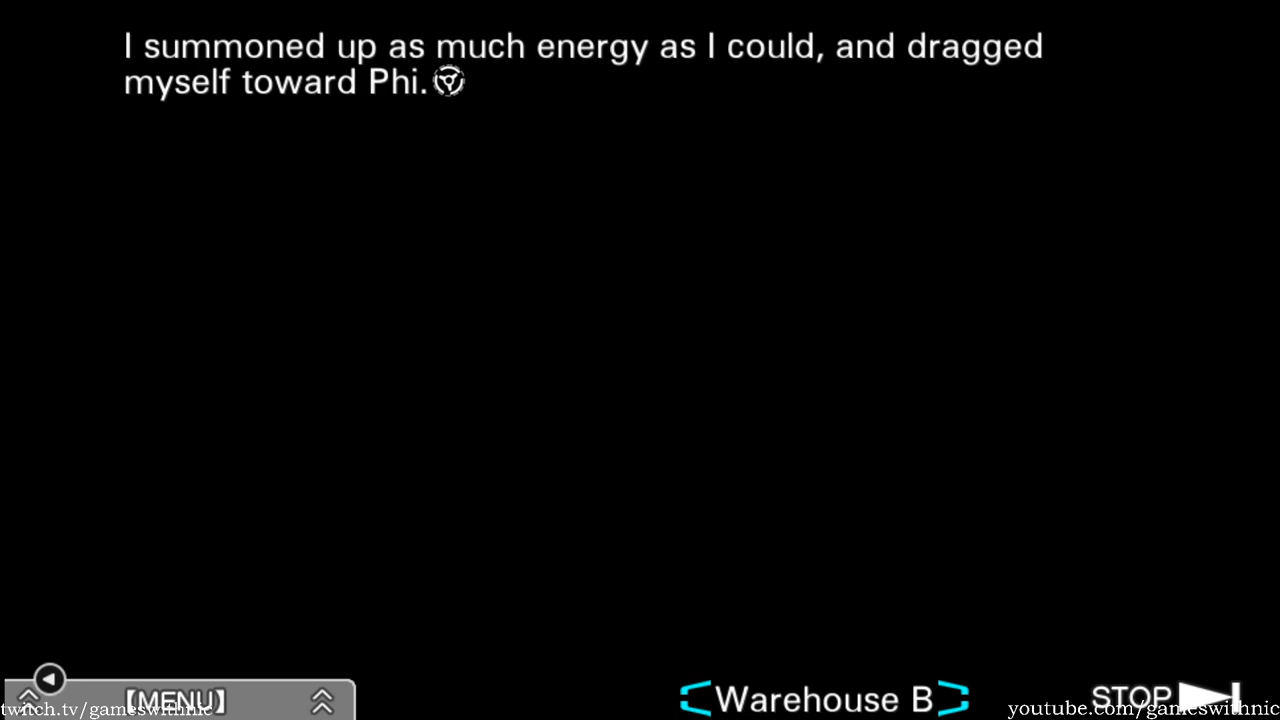 I summoned up as much energy as I could, and dragged
myself toward Phi.
【MENU】
Warehouse B
STOP
twitch.tv/gameswithnic
youtube.com/gameswithnic